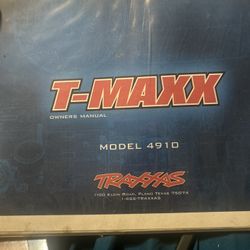 T-MAXX
OWNERS MANUAL
MODEL 4910
TRAXXAS
1100 KLEIN ROAD, PLANO TEXAS 75074
1-888-TRAXXAS